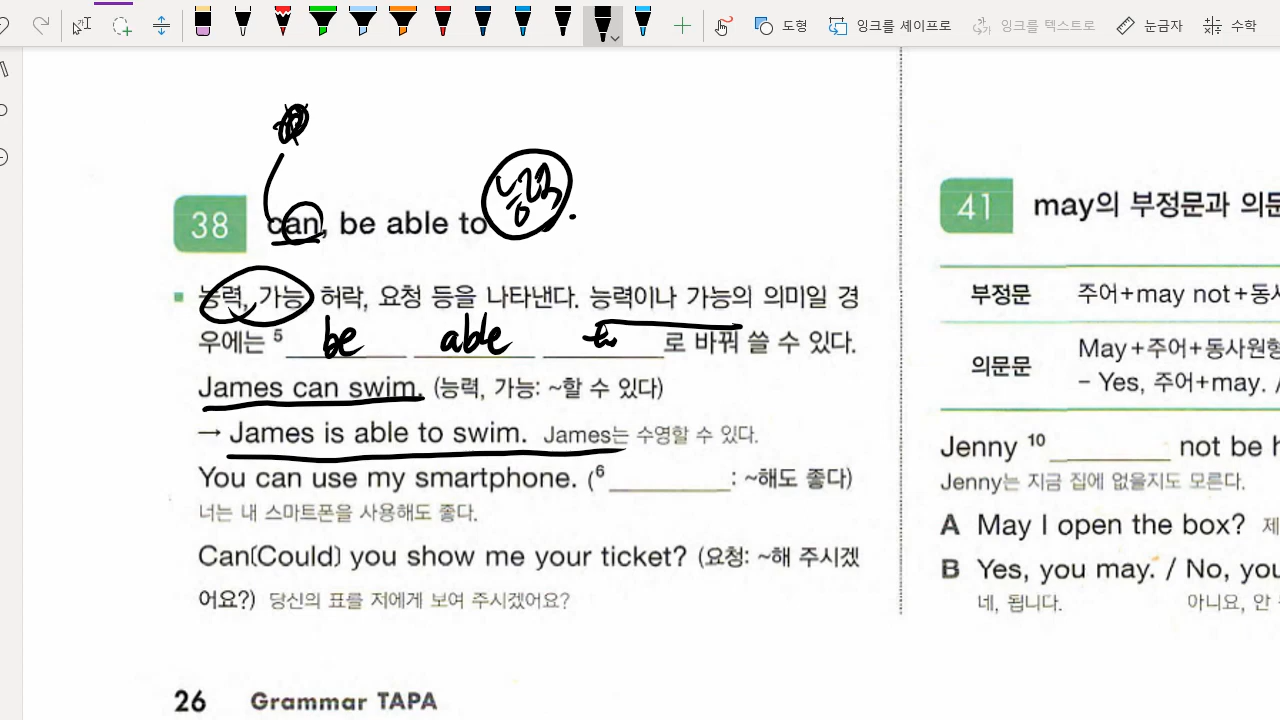 도형 잉크를 셰이프로 잉크를 텍스트로 눈금자 수학
능력
38 can, be able to
능력, 가능, 허락, 요청 등을 나타낸다. 능력이나 가능의 의미일 경
우에는 5 be able to 로 바꿔 쓸 수 있다.
James can swim. (능력, 가능: ~할 수 있다)
→ James is able to swim. James는 수영할 수 있다.
You can use my smartphone. (6 ________ : ~해도 좋다)
너는 내 스마트폰을 사용해도 좋다.
Can(Could) you show me your ticket? (요청: ~해 주시겠
어요?) 당신의 표를 저에게 보여 주시겠어요?
26 Grammar TAPA
41 may의 부정문과 의문
부정문 주어+may not+동사
의문문 May+주어+동사원형
– Yes, 주어+may. /
Jenny 10 ________ not be h
Jenny는 지금 집에 없을지도 모른다.
A May I open the box? 제
B Yes, you may. / No, you
네, 됩니다. 아니요, 안